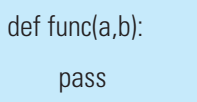 def func(a,b):
pass